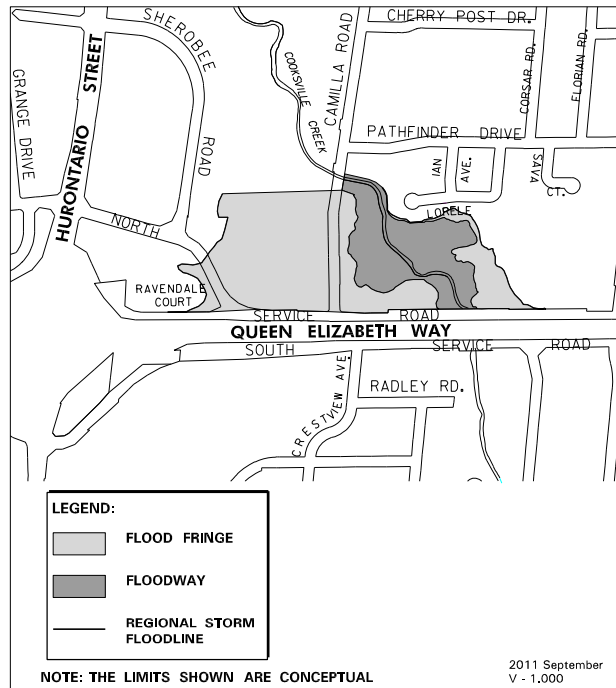 CHERRY POST DR.
SHEROBEE
ROAD
GRANGE DRIVE
HURONTARIO STREET
COOKSVILLE CREEK
CAMILLA ROAD
CORSAR RD.
FLORIAN RD.
PATHFINDER DRIVE
IAN
AVE.
SAVA
CT.
LORELE
NORTH
RAVENDALE
COURT
SERVICE ROAD
QUEEN ELIZABETH WAY
SOUTH SERVICE ROAD
CRESTVIEW AVE.
RADLEY RD.
LEGEND:
FLOOD FRINGE
FLOODWAY
REGIONAL STORM
FLOODLINE
NOTE: THE LIMITS SHOWN ARE CONCEPTUAL
2011 September
V - 1.000